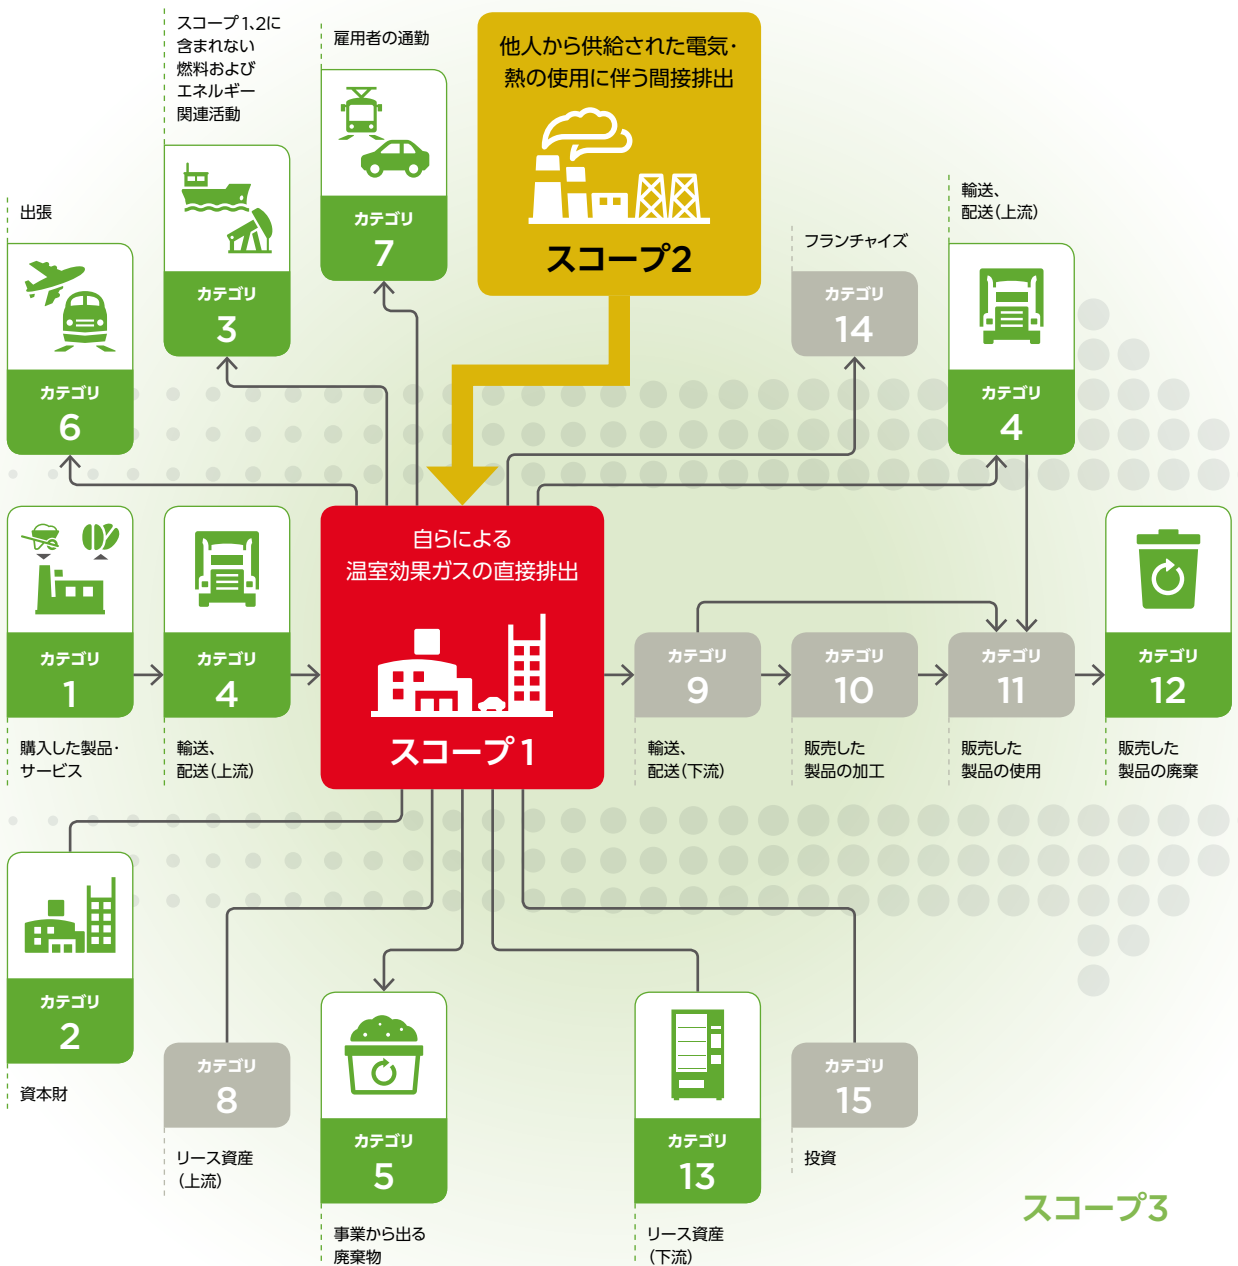 スコープ1、2に
含まれない
燃料および
エネルギー
関連活動
カテゴリ
3
雇用者の通勤
カテゴリ
7
他人から供給された電気・
熱の使用に伴う間接排出
スコープ2
出張
カテゴリ
6
フランチャイズ
カテゴリ
14
輸送、
配送(上流)
カテゴリ
4
カテゴリ
1
購入した製品・
サービス
カテゴリ
4
輸送、
配送(上流)
自らによる
温室効果ガスの直接排出
スコープ1
カテゴリ
9
輸送、
配送(下流)
カテゴリ
10
販売した
製品の加工
カテゴリ
11
販売した
製品の使用
カテゴリ
12
販売した
製品の廃棄
カテゴリ
2
資本財
カテゴリ
8
リース資産
(上流)
カテゴリ
5
事業から出る
廃棄物
カテゴリ
13
リース資産
(下流)
カテゴリ
15
投資
スコープ3